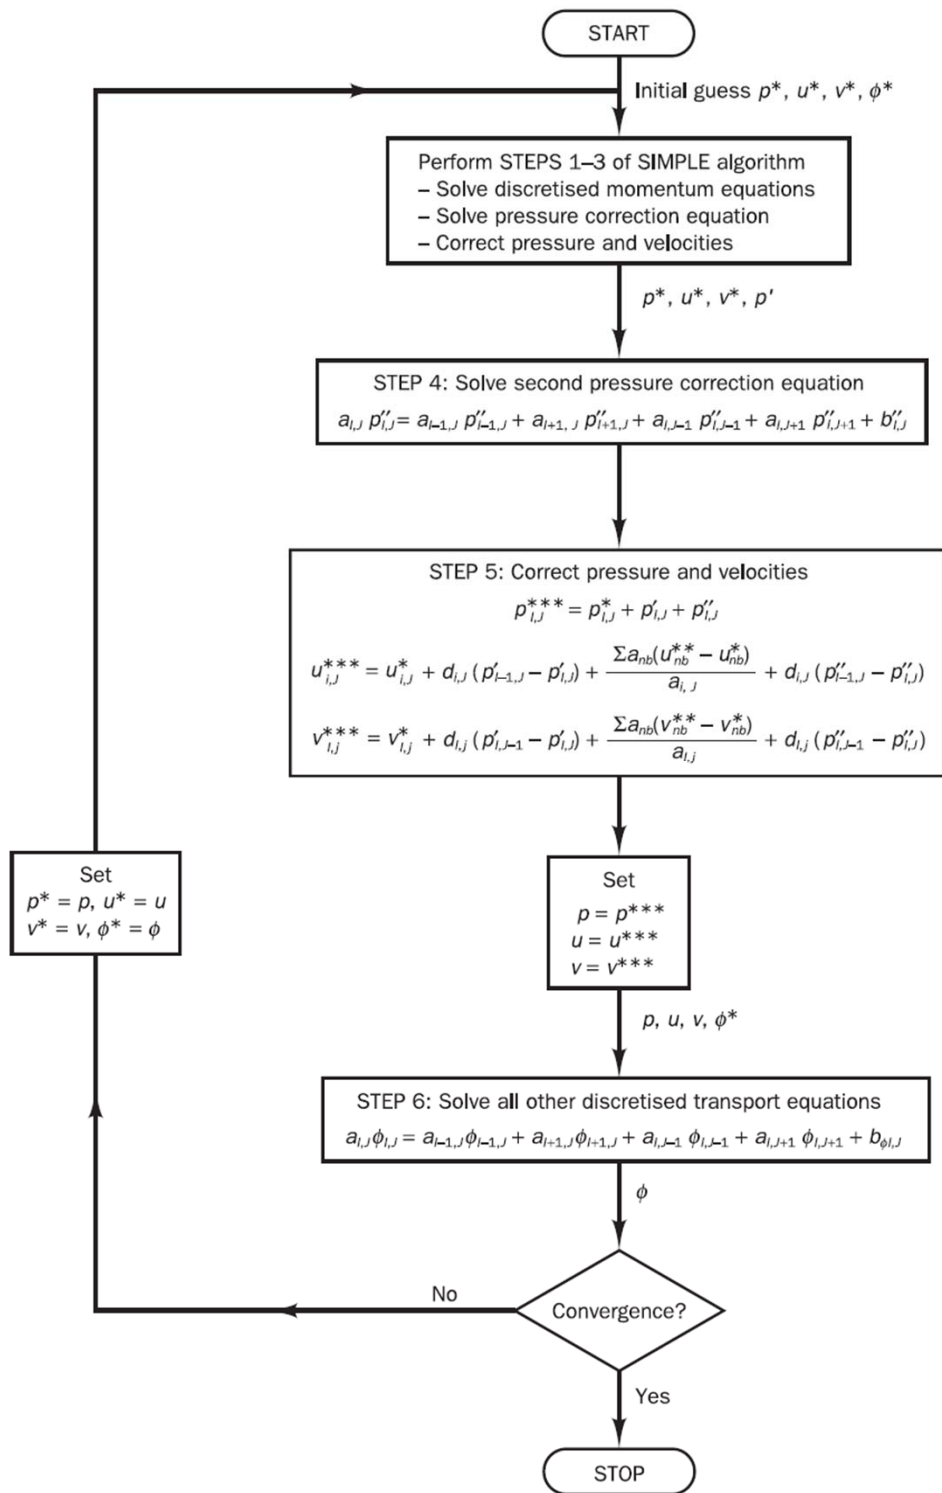 START
Initial guess p*, u*, v*, ϕ*
Perform STEPS 1–3 of SIMPLE algorithm
– Solve discretised momentum equations
– Solve pressure correction equation
– Correct pressure and velocities
p*, u*, v*, p′
STEP 4: Solve second pressure correction equation
a_{I,J} p″_{I,J} = a_{I–1,J} p″_{I–1,J} + a_{I+1,J} p″_{I+1,J} + a_{I,J–1} p″_{I,J–1} + a_{I,J+1} p″_{I,J+1} + b″_{I,J}
STEP 5: Correct pressure and velocities
p***_{I,J} = p*_{I,J} + p′_{I,J} + p″_{I,J}
u***_{i,J} = u*_{i,J} + d_{i,J} (p′_{I–1,J} – p′_{I,J}) + Σa_{nb}(u**_{nb} – u*_{nb}) / a_{i,J} + d_{i,J} (p″_{I–1,J} – p″_{I,J})
v***_{I,j} = v*_{I,j} + d_{I,j} (p′_{I,J–1} – p′_{I,J}) + Σa_{nb}(v**_{nb} – v*_{nb}) / a_{I,j} + d_{I,j} (p″_{I,J–1} – p″_{I,J})
Set
p* = p, u* = u
v* = v, ϕ* = ϕ
Set
p = p***
u = u***
v = v***
p, u, v, ϕ*
STEP 6: Solve all other discretised transport equations
a_{I,J}ϕ_{I,J} = a_{I–1,J}ϕ_{I–1,J} + a_{I+1,J}ϕ_{I+1,J} + a_{I,J–1} ϕ_{I,J–1} + a_{I,J+1} ϕ_{I,J+1} + b_{ϕI,J}
ϕ
No
Convergence?
Yes
STOP